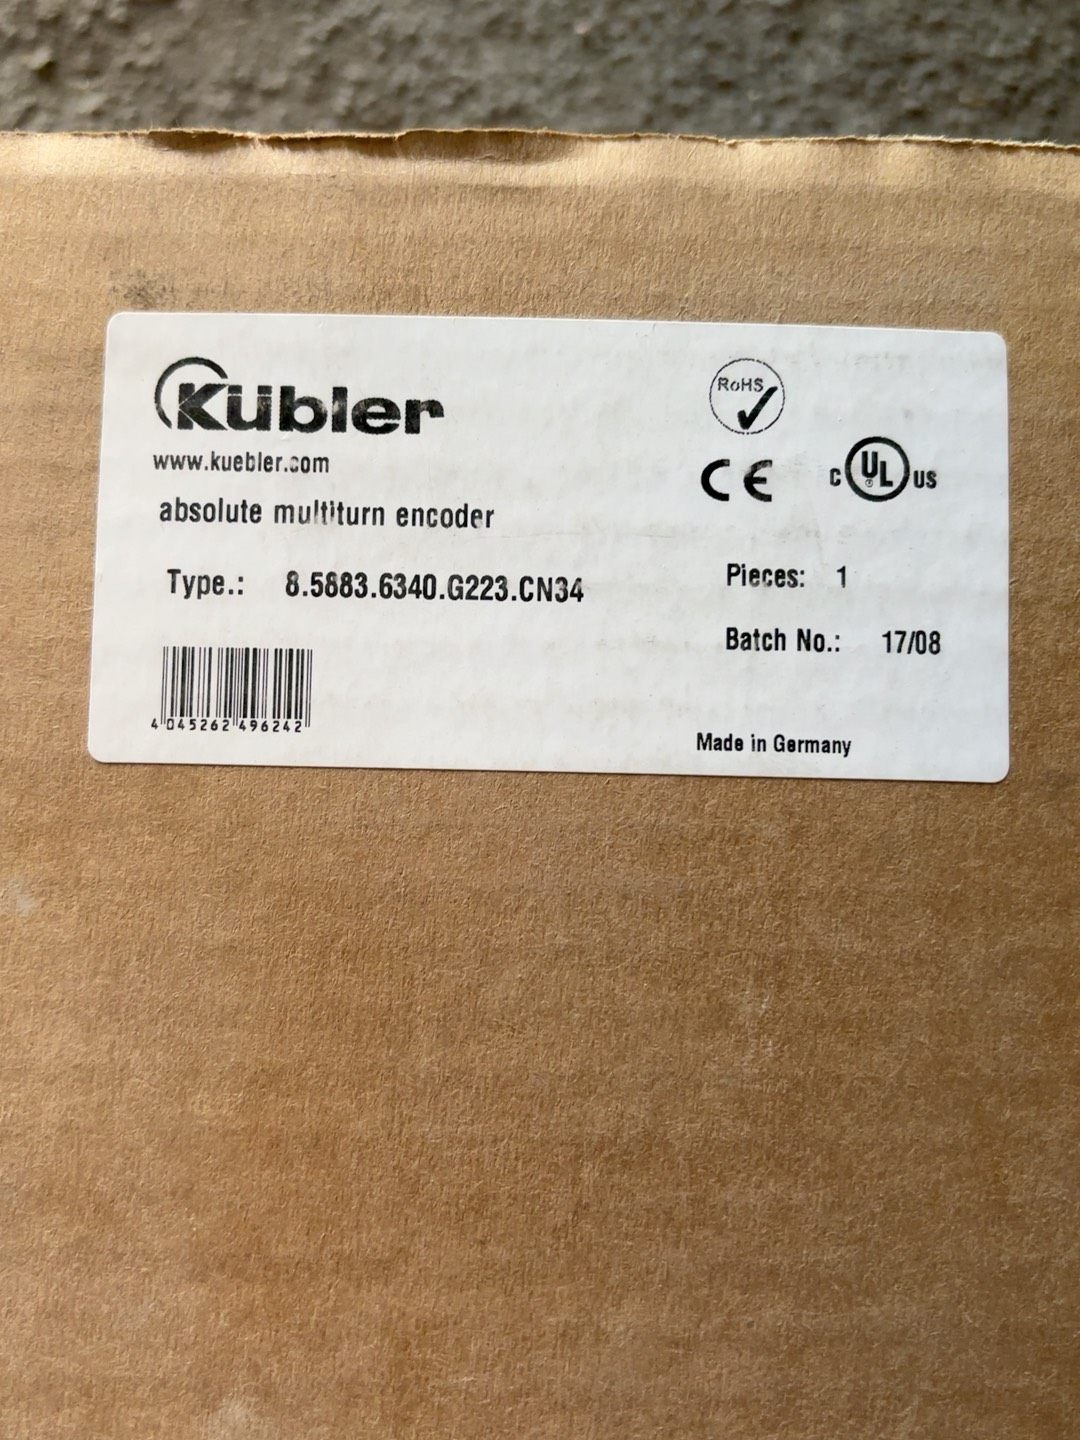 Kübler
RoHS
www.kuebler.com
CE
c UL us
absolute multiturn encoder
Type.: 8.5883.6340.G223.CN34
Pieces: 1
Batch No.: 17/08
4 045262 496242
Made in Germany